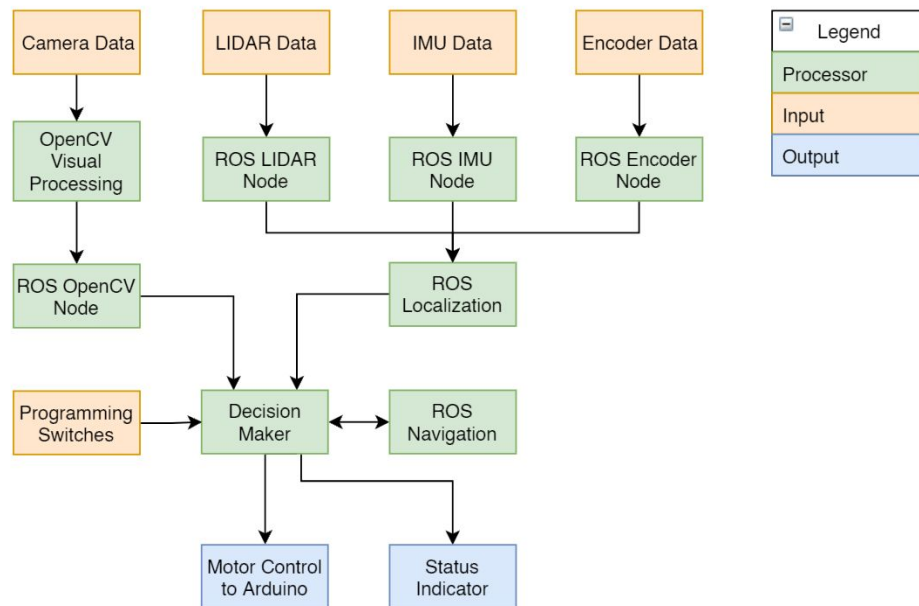 Camera Data
LIDAR Data
IMU Data
Encoder Data
Legend
Processor
Input
Output
OpenCV
Visual
Processing
ROS LIDAR
Node
ROS IMU
Node
ROS Encoder
Node
ROS OpenCV
Node
ROS
Localization
Programming
Switches
Decision
Maker
ROS
Navigation
Motor Control
to Arduino
Status
Indicator